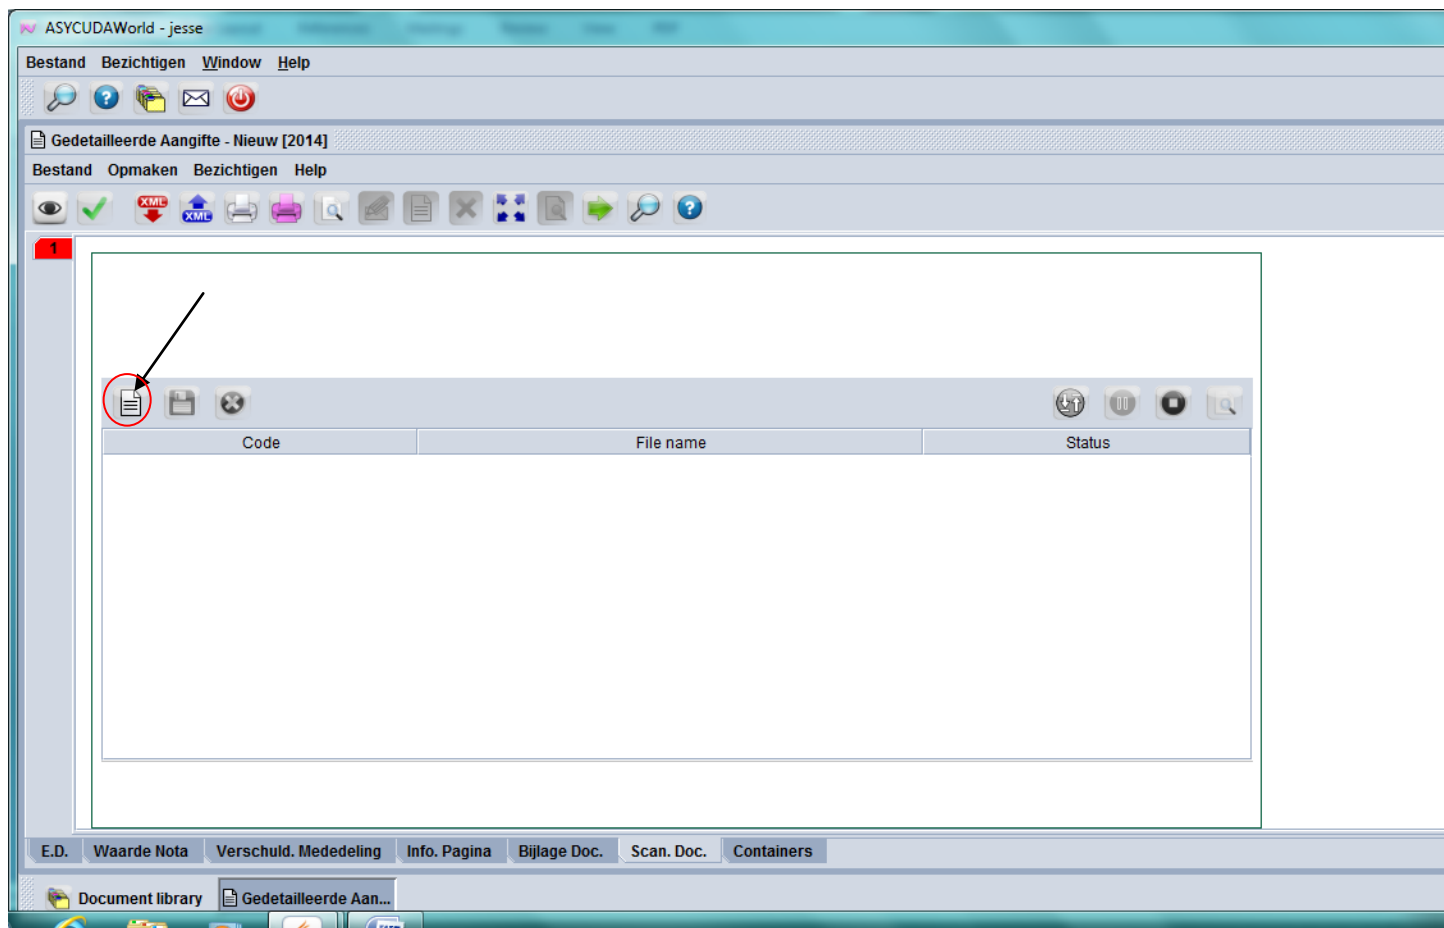 ASYCUDAWorld - jesse
Bestand Bezichtigen Window Help
Gedetailleerde Aangifte - Nieuw [2014]
Bestand Opmaken Bezichtigen Help
XML XML
1
Code File name Status
E.D. Waarde Nota Verschuld. Mededeling Info. Pagina Bijlage Doc. Scan. Doc. Containers
Document library Gedetailleerde Aan...